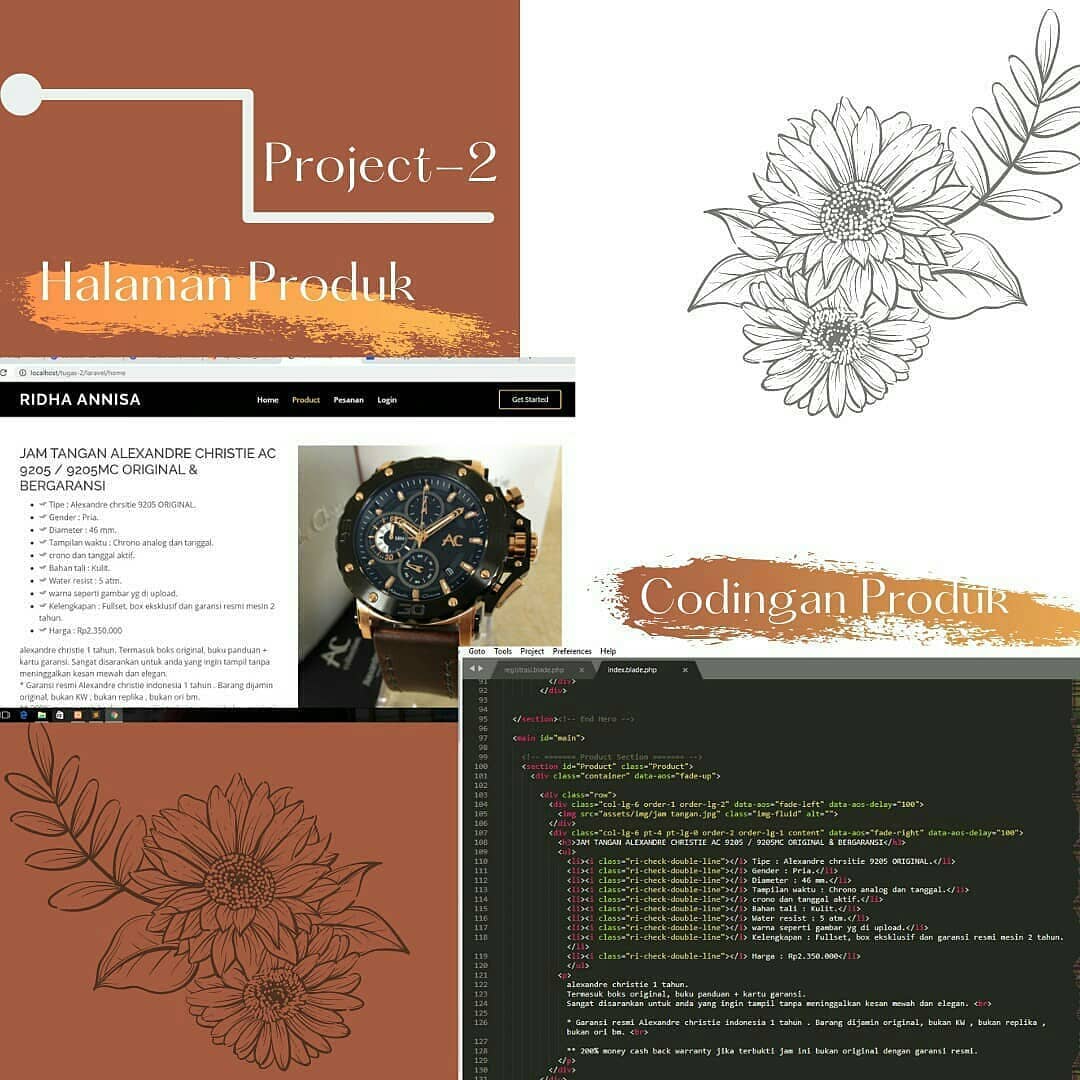 Project-2
Halaman Produk
localhost/tugas-2/laravel/home
RIDHA ANNISA
Home Product Pesanan Login
Get Started
JAM TANGAN ALEXANDRE CHRISTIE AC
9205 / 9205MC ORIGINAL &
BERGARANSI
Tipe : Alexandre chrsitie 9205 ORIGINAL.
Gender : Pria.
Diameter : 46 mm.
Tampilan waktu : Chrono analog dan tanggal.
crono dan tanggal aktif.
Bahan tali : Kulit.
Water resist : 5 atm.
warna seperti gambar yg di upload.
Kelengkapan : Fullset, box eksklusif dan garansi resmi mesin 2
tahun.
Harga : Rp2.350.000
alexandre christie 1 tahun. Termasuk boks original, buku panduan +
kartu garansi. Sangat disarankan untuk anda yang ingin tampil tanpa
meninggalkan kesan mewah dan elegan.
* Garansi resmi Alexandre christie indonesia 1 tahun . Barang dijamin
original, bukan KW , bukan replika , bukan ori bm.
AC
30
AC
Codingan Produk
Goto Tools Project Preferences Help
registrasi.blade.php × index.blade.php ×
91 </div>
92 </div>
93
94
95 </section><!-- End Hero -->
96
97 <main id="main">
98
99 <!-- ======= Product Section ======= -->
100 <section id="Product" class="Product">
101 <div class="container" data-aos="fade-up">
102
103 <div class="row">
104 <div class="col-lg-6 order-1 order-lg-2" data-aos="fade-left" data-aos-delay="100">
105 <img src="assets/img/jam tangan.jpg" class="img-fluid" alt="">
106 </div>
107 <div class="col-lg-6 pt-4 pt-lg-0 order-2 order-lg-1 content" data-aos="fade-right" data-aos-delay="100">
108 <h3>JAM TANGAN ALEXANDRE CHRISTIE AC 9205 / 9205MC ORIGINAL & BERGARANSI</h3>
109 <ul>
110 <li><i class="ri-check-double-line"></i> Tipe : Alexandre chrsitie 9205 ORIGINAL.</li>
111 <li><i class="ri-check-double-line"></i> Gender : Pria.</li>
112 <li><i class="ri-check-double-line"></i> Diameter : 46 mm.</li>
113 <li><i class="ri-check-double-line"></i> Tampilan waktu : Chrono analog dan tanggal.</li>
114 <li><i class="ri-check-double-line"></i> crono dan tanggal aktif.</li>
115 <li><i class="ri-check-double-line"></i> Bahan tali : Kulit.</li>
116 <li><i class="ri-check-double-line"></i> Water resist : 5 atm.</li>
117 <li><i class="ri-check-double-line"></i> warna seperti gambar yg di upload.</li>
118 <li><i class="ri-check-double-line"></i> Kelengkapan : Fullset, box eksklusif dan garansi resmi mesin 2 tahun.
</li>
119 <li><i class="ri-check-double-line"></i> Harga : Rp2.350.000</li>
120 </ul>
121 <p>
122 alexandre christie 1 tahun.
123 Termasuk boks original, buku panduan + kartu garansi.
124 Sangat disarankan untuk anda yang ingin tampil tanpa meninggalkan kesan mewah dan elegan. <br>
125
126 * Garansi resmi Alexandre christie indonesia 1 tahun . Barang dijamin original, bukan KW , bukan replika ,
bukan ori bm. <br>
127
128 ** 200% money cash back warranty jika terbukti jam ini bukan original dengan garansi resmi.
129 </p>
130 </div>
131 </div>